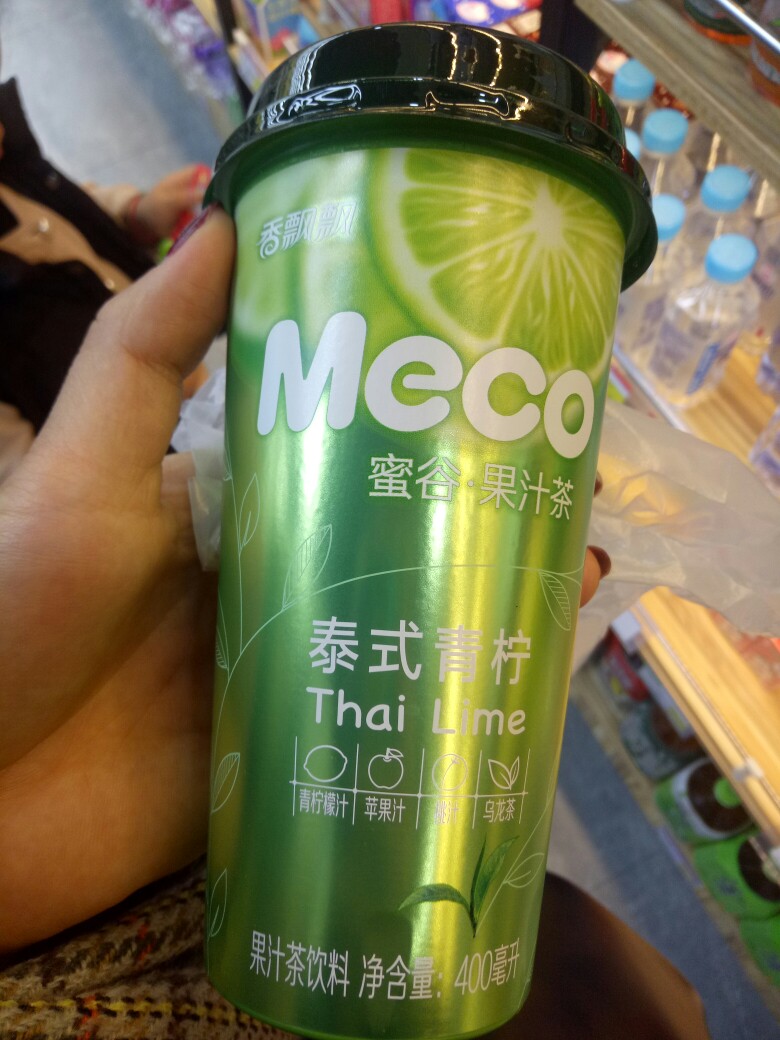 香飘飘
Meco
蜜谷·果汁茶
泰式青柠
Thai Lime
青柠檬汁 苹果汁 桃汁 乌龙茶
果汁茶饮料 净含量：400毫升